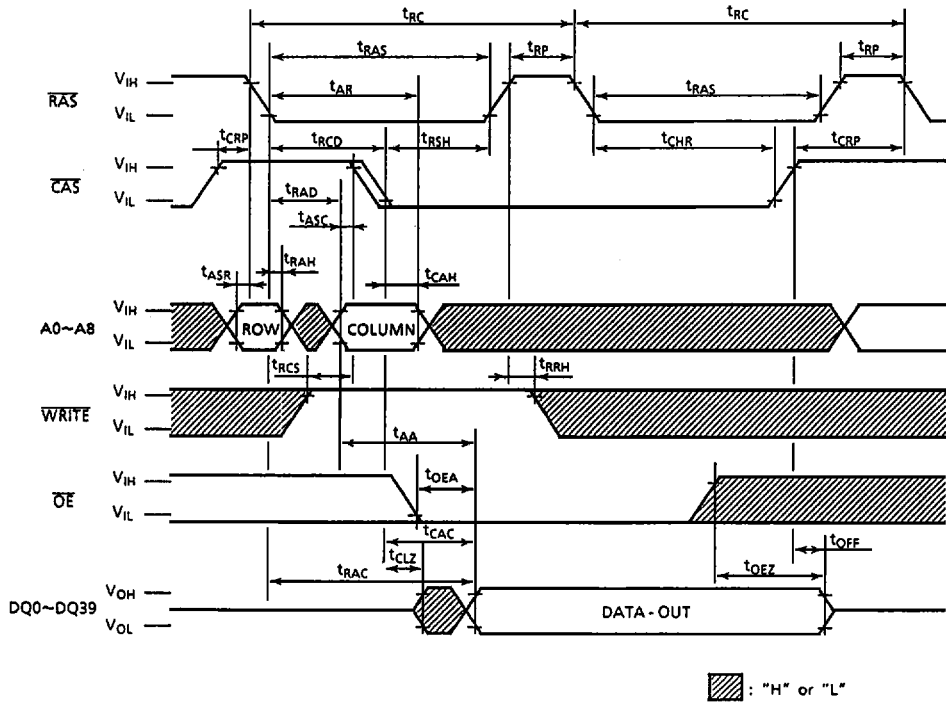 tRC tRC
tRAS tRP tRP
VIH tAR tRAS
RAS
VIL
tCRP tRCD tRSH tCHR tCRP
VIH
CAS
VIL tRAD
tASC
tASR tRAH tCAH
VIH
A0~A8 ROW COLUMN
VIL
tRCS tRRH
VIH
WRITE
VIL
tAA
VIH tOEA
OE
VIL
tCAC tOFF
tCLZ tOEZ
tRAC
VOH
DQ0~DQ39 DATA-OUT
VOL
: "H" or "L"